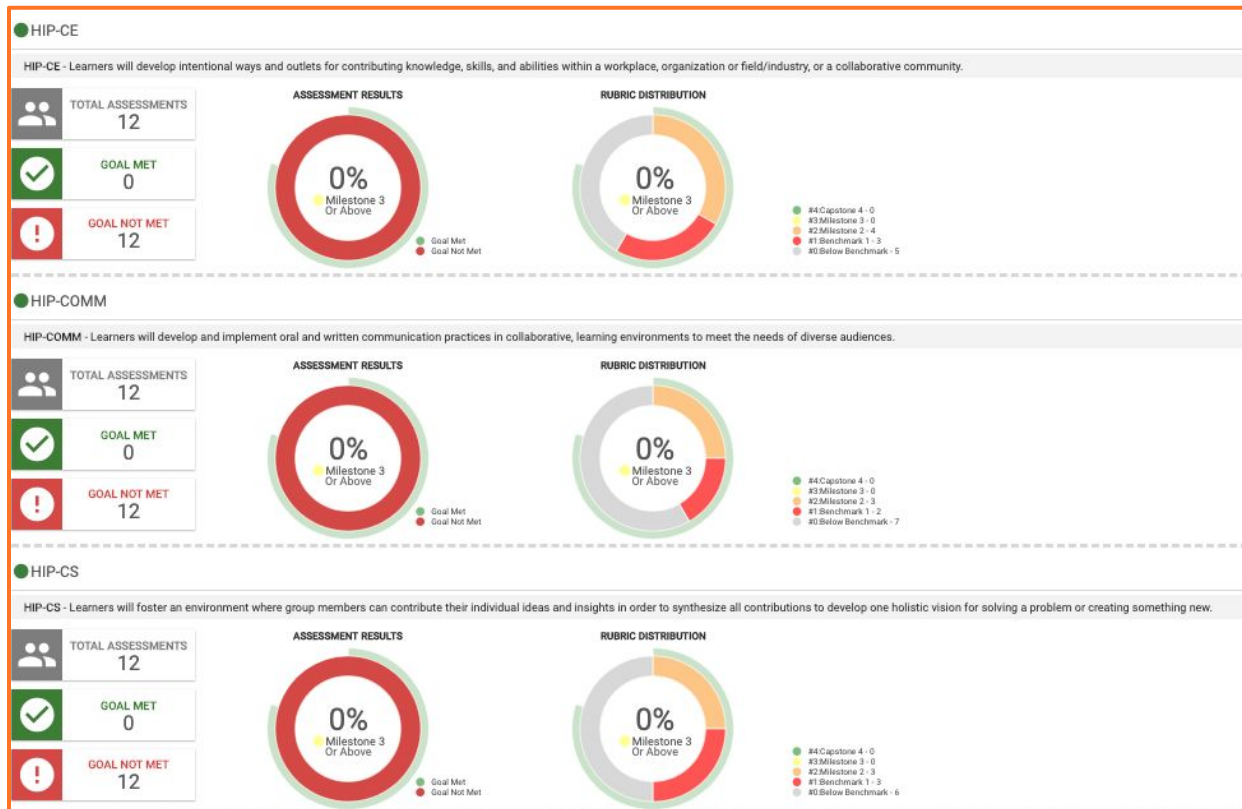 HIP-CE
HIP-CE - Learners will develop intentional ways and outlets for contributing knowledge, skills, and abilities within a workplace, organization or field/industry, or a collaborative community.
TOTAL ASSESSMENTS
12
GOAL MET
0
GOAL NOT MET
12
ASSESSMENT RESULTS
0%
Milestone 3
Or Above
Goal Met
Goal Not Met
RUBRIC DISTRIBUTION
0%
Milestone 3
Or Above
#4:Capstone 4 - 0
#3:Milestone 3 - 0
#2:Milestone 2 - 4
#1:Benchmark 1 - 3
#0:Below Benchmark - 5
HIP-COMM
HIP-COMM - Learners will develop and implement oral and written communication practices in collaborative, learning environments to meet the needs of diverse audiences.
TOTAL ASSESSMENTS
12
GOAL MET
0
GOAL NOT MET
12
ASSESSMENT RESULTS
0%
Milestone 3
Or Above
Goal Met
Goal Not Met
RUBRIC DISTRIBUTION
0%
Milestone 3
Or Above
#4:Capstone 4 - 0
#3:Milestone 3 - 0
#2:Milestone 2 - 3
#1:Benchmark 1 - 2
#0:Below Benchmark - 7
HIP-CS
HIP-CS - Learners will foster an environment where group members can contribute their individual ideas and insights in order to synthesize all contributions to develop one holistic vision for solving a problem or creating something new.
TOTAL ASSESSMENTS
12
GOAL MET
0
GOAL NOT MET
12
ASSESSMENT RESULTS
0%
Milestone 3
Or Above
Goal Met
Goal Not Met
RUBRIC DISTRIBUTION
0%
Milestone 3
Or Above
#4:Capstone 4 - 0
#3:Milestone 3 - 0
#2:Milestone 2 - 3
#1:Benchmark 1 - 3
#0:Below Benchmark - 6